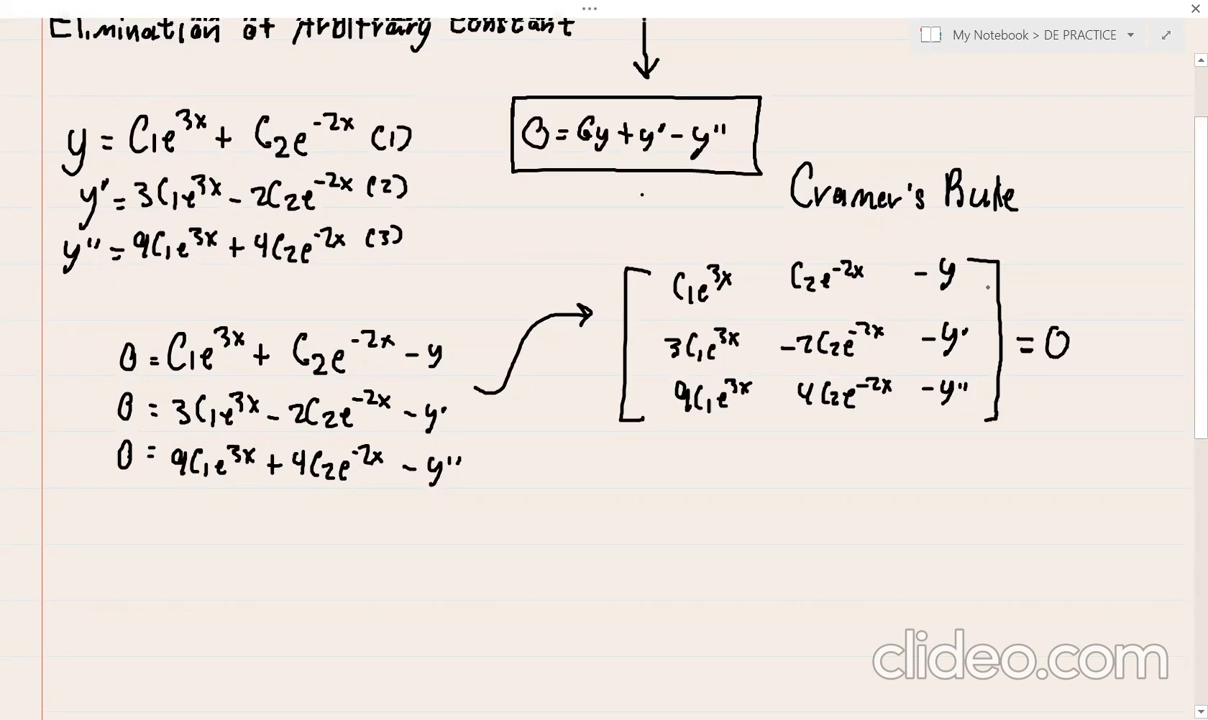 Elimination of Arbitrary Constant
My Notebook > DE PRACTICE
y = C₁e^3x + C₂e^-2x (1)
y' = 3C₁e^3x - 2C₂e^-2x (2)
y'' = 9C₁e^3x + 4C₂e^-2x (3)
0 = 6y + y' - y''
Cramer's Rule
0 = C₁e^3x + C₂e^-2x - y
0 = 3C₁e^3x - 2C₂e^-2x - y'
0 = 9C₁e^3x + 4C₂e^-2x - y''
C₁e^3x C₂e^-2x - y
3C₁e^3x -2C₂e^-2x - y' = 0
9C₁e^3x 4C₂e^-2x - y''
clideo.com